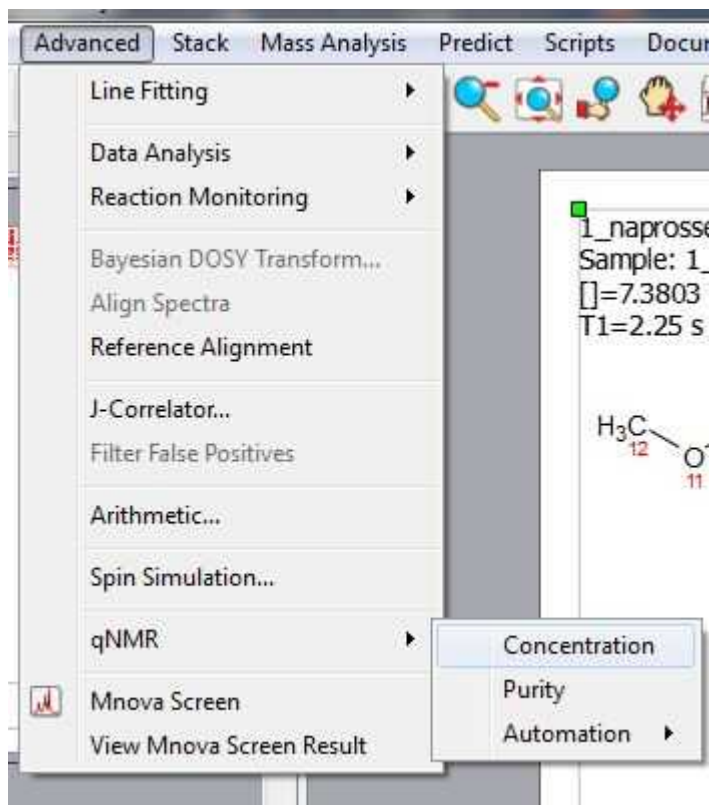 Advanced Stack Mass Analysis Predict Scripts
Line Fitting
Data Analysis
Reaction Monitoring
Bayesian DOSY Transform...
Align Spectra
Reference Alignment
J-Correlator...
Filter False Positives
Arithmetic...
Spin Simulation...
qNMR
Mnova Screen
View Mnova Screen Result
Concentration
Purity
Automation
1_naprosse
Sample: 1_
[]=7.3803
T1=2.25 s
H3C
12
O
11